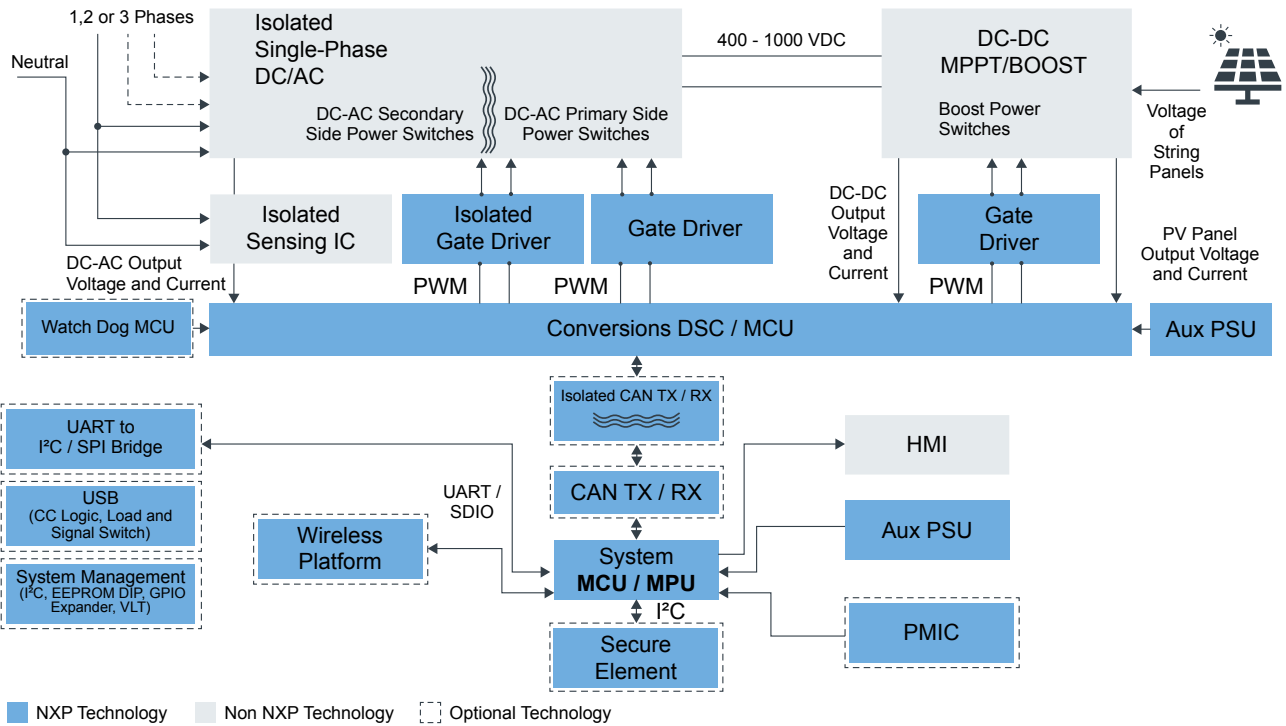 1,2 or 3 Phases
Neutral
Isolated
Single-Phase
DC/AC
DC-AC Secondary
Side Power Switches
DC-AC Primary Side
Power Switches
400 - 1000 VDC
DC-DC
MPPT/BOOST
Boost Power
Switches
Voltage
of
String
Panels
Isolated
Sensing IC
Isolated
Gate Driver
Gate Driver
DC-DC
Output
Voltage
and
Current
Gate
Driver
PV Panel
Output Voltage
and Current
DC-AC Output
Voltage and Current
PWM
PWM
PWM
Watch Dog MCU
Conversions DSC / MCU
Aux PSU
Isolated CAN TX / RX
UART to
I²C / SPI Bridge
HMI
CAN TX / RX
UART /
SDIO
USB
(CC Logic, Load and
Signal Switch)
Wireless
Platform
Aux PSU
System
MCU / MPU
System Management
(I²C, EEPROM DIP, GPIO
Expander, VLT)
I²C
PMIC
Secure
Element
NXP Technology
Non NXP Technology
Optional Technology